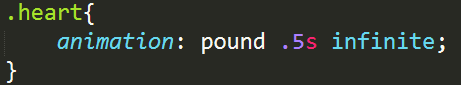 .heart{
    animation: pound .5s infinite;
}